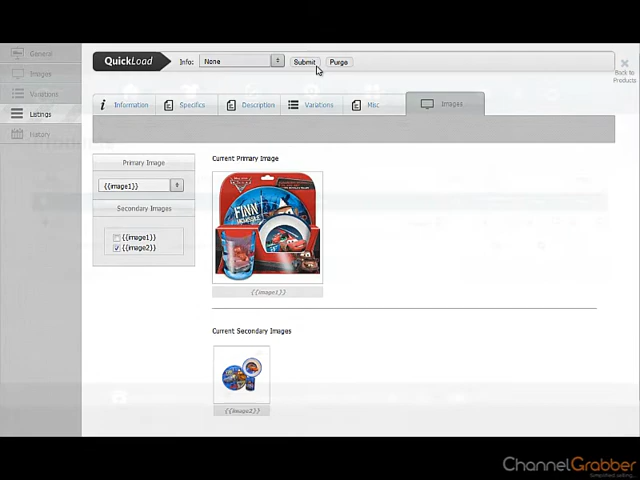 General
Images
Variations
Listings
History
QuickLoad
Info:
None
Submit
Purge
Back to
Products
Information
Specifics
Description
Variations
Misc
Images
Primary Image
{{image1}}
Secondary Images
{{image1}}
{{image2}}
Current Primary Image
FINN
{{image1}}
Current Secondary Images
{{image2}}
ChannelGrabber